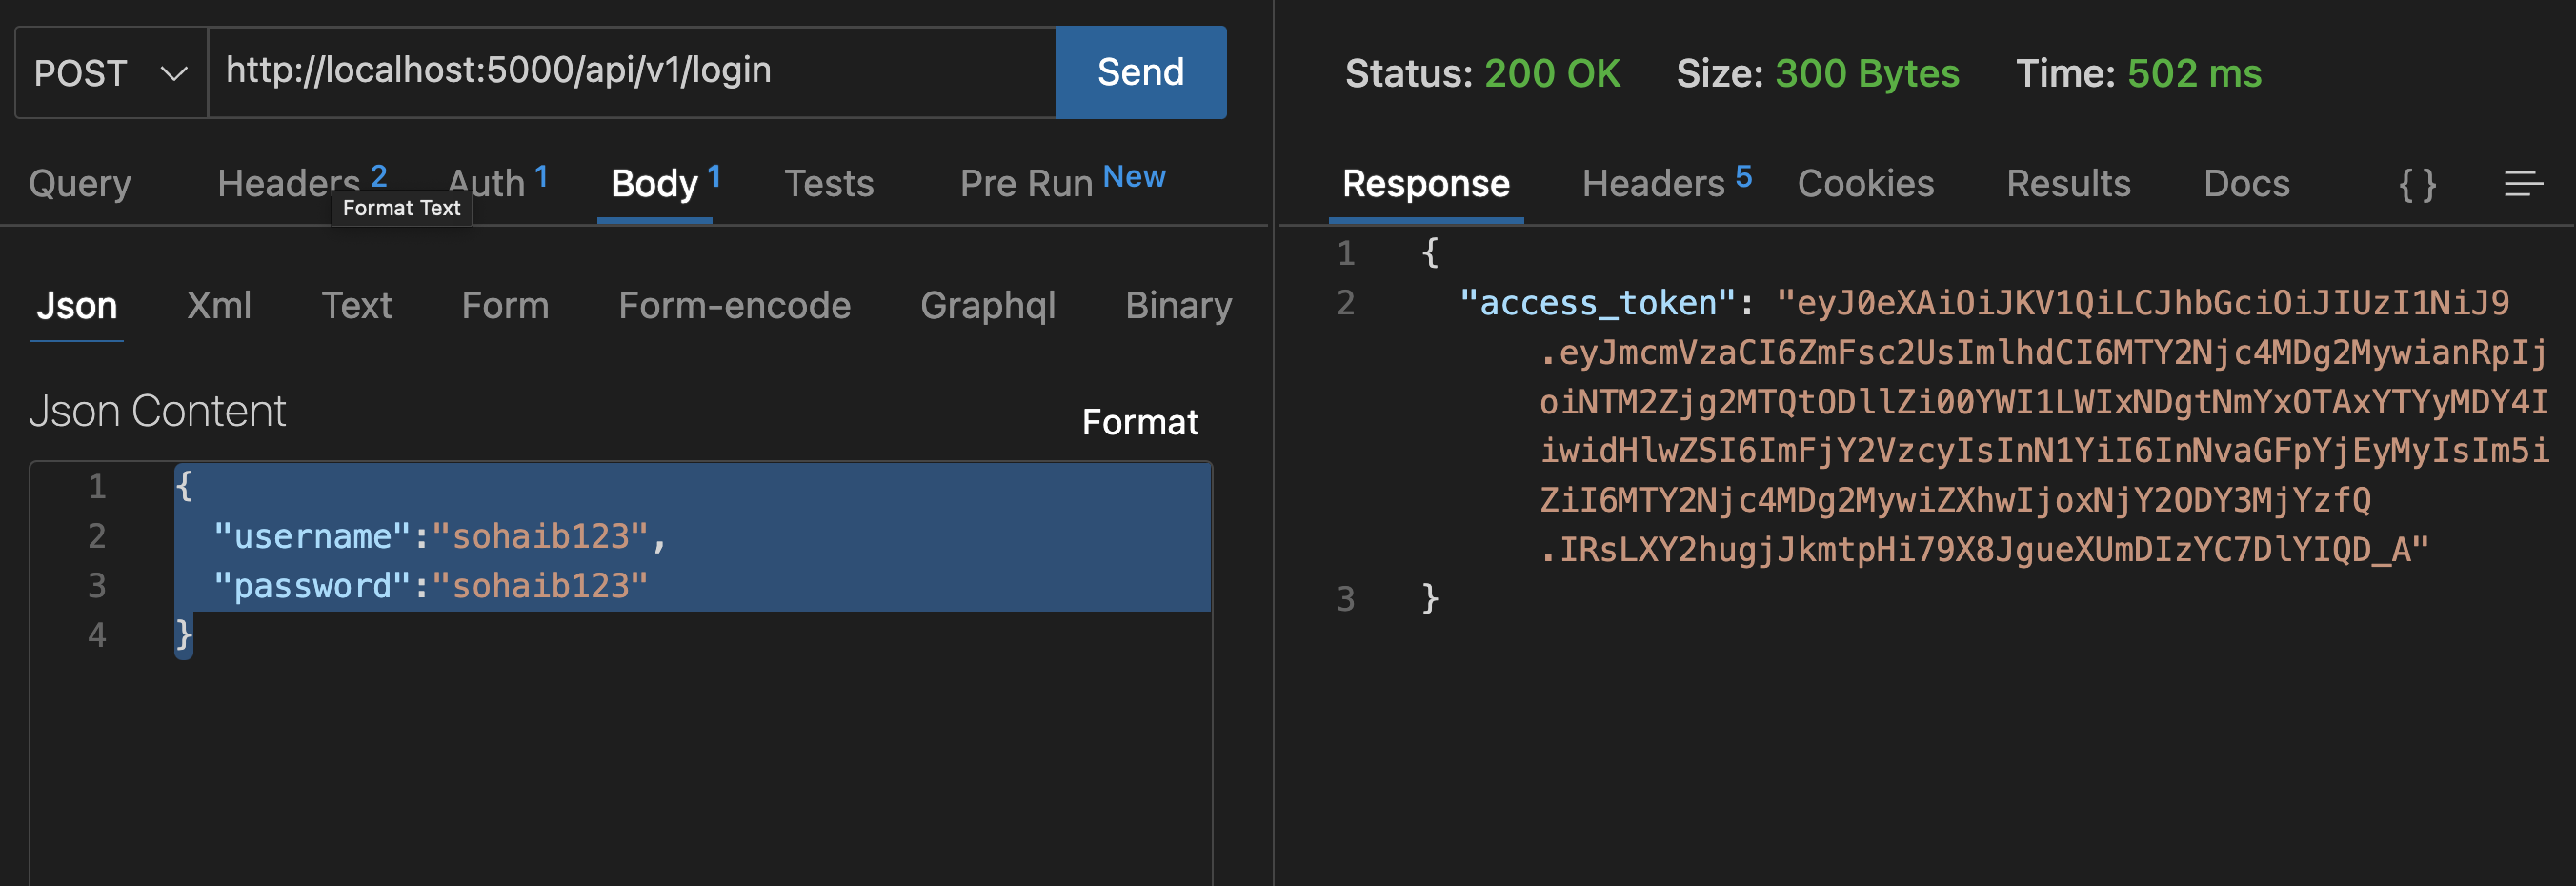 POST http://localhost:5000/api/v1/login Send
Query Headers 2 Auth 1 Body 1 Tests Pre Run New
Format Text
Json Xml Text Form Form-encode Graphql Binary
Json Content
Format
1 {
2 "username":"sohaib123",
3 "password":"sohaib123"
4 }
Status: 200 OK Size: 300 Bytes Time: 502 ms
Response Headers 5 Cookies Results Docs { }
1 {
2 "access_token": "eyJ0eXAiOiJKV1QiLCJhbGciOiJIUzI1NiJ9
.eyJmcmVzaCI6ZmFsc2UsImlhdCI6MTY2Njc4MDg2MywianRpIj
oiNTM2Zjg2MTQtODllZi00YWI1LWIxNDgtNmYxOTAxYTYyMDY4I
iwidHlwZSI6ImFjY2VzcyIsInN1YiI6InNvaGFpYjEyMyIsIm5i
ZiI6MTY2Njc4MDg2MywiZXhwIjoxNjY2ODY3MjYzfQ
.IRsLXY2hugjJkmtpHi79X8JgueXUmDIzYC7DlYIQD_A"
3 }